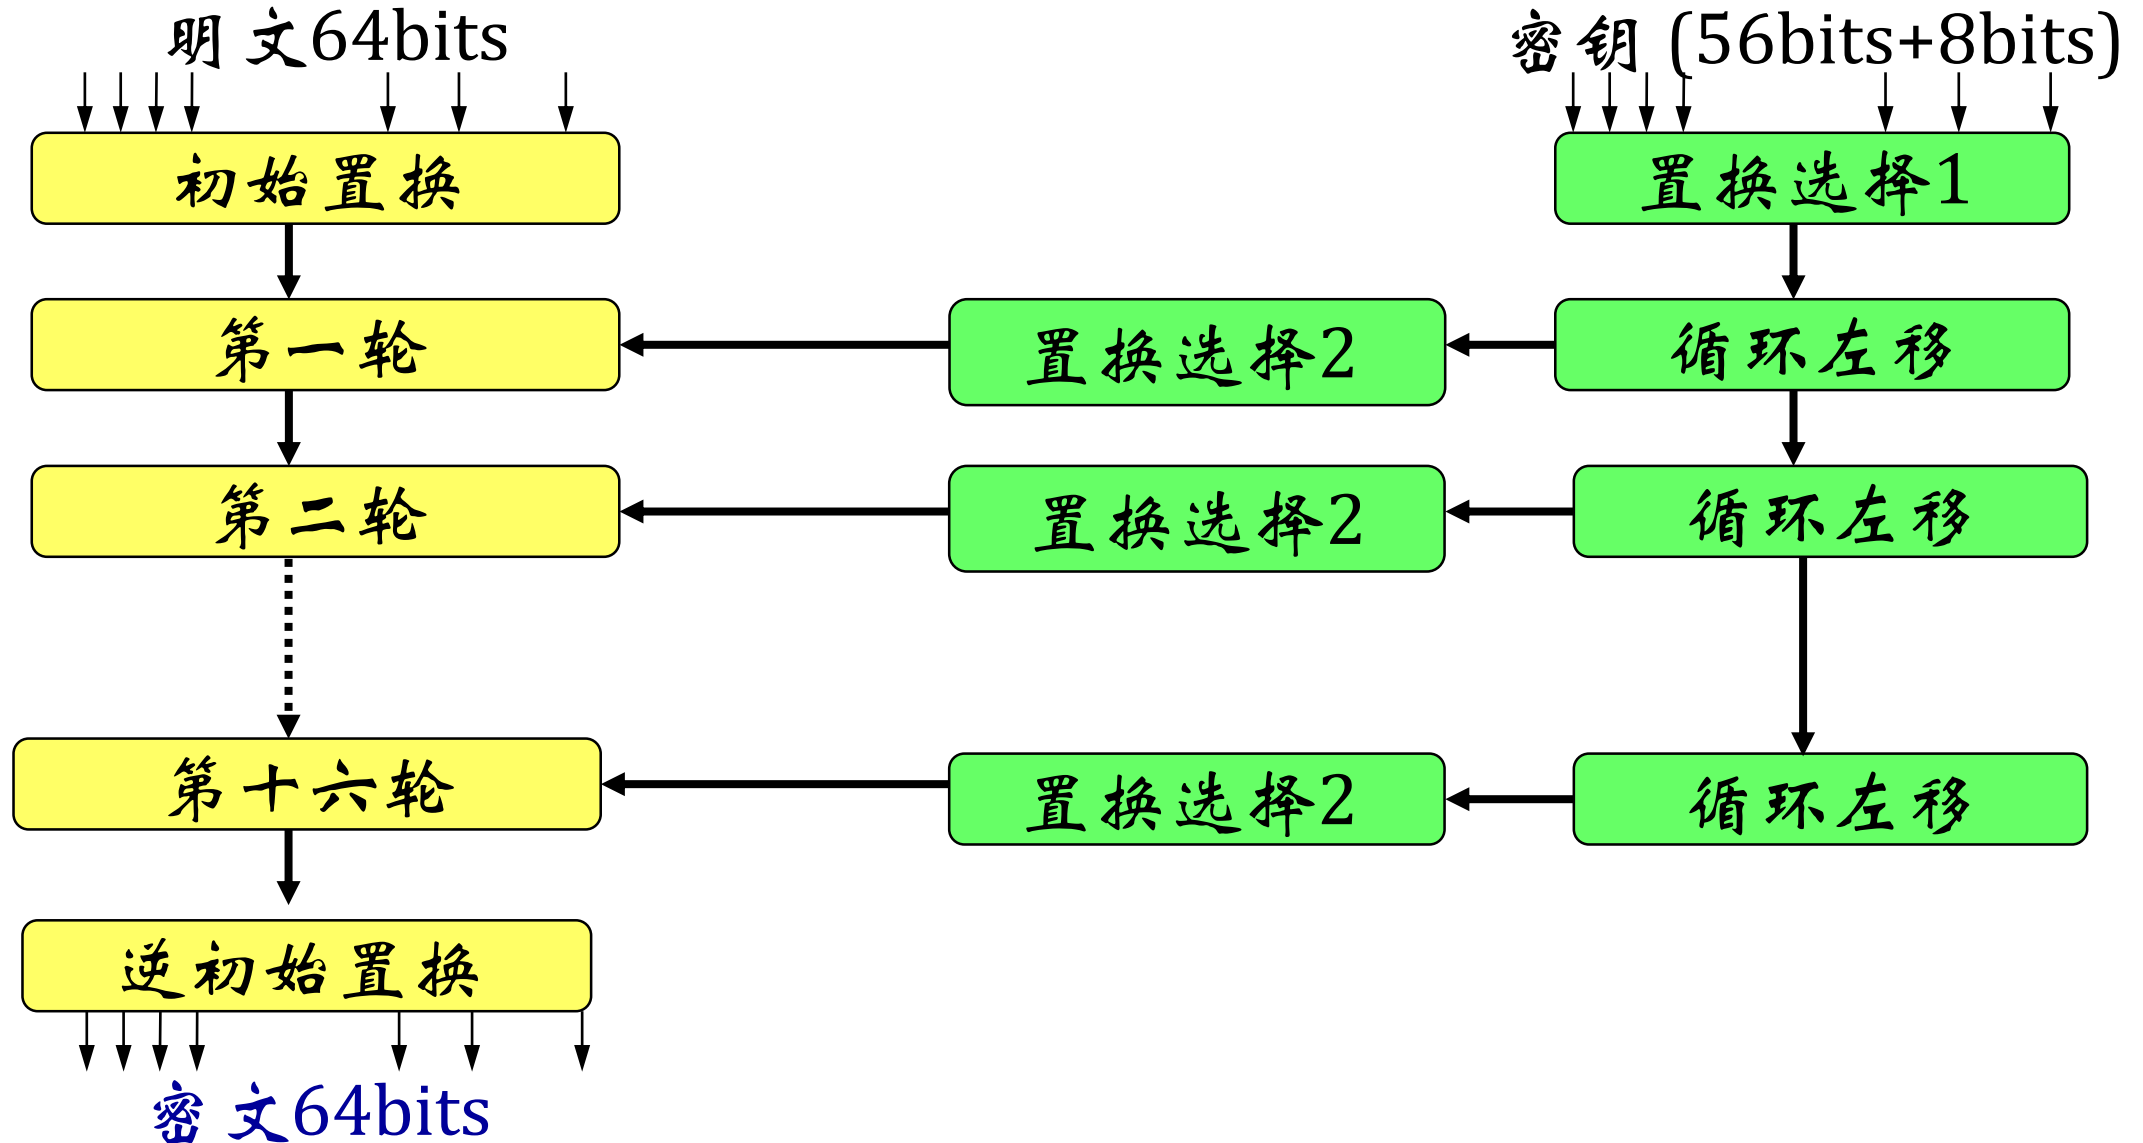 明文64bits
密钥 (56bits+8bits)
初始置换
置换选择1
第一轮
置换选择2
循环左移
第二轮
置换选择2
循环左移
第十六轮
置换选择2
循环左移
逆初始置换
密文64bits